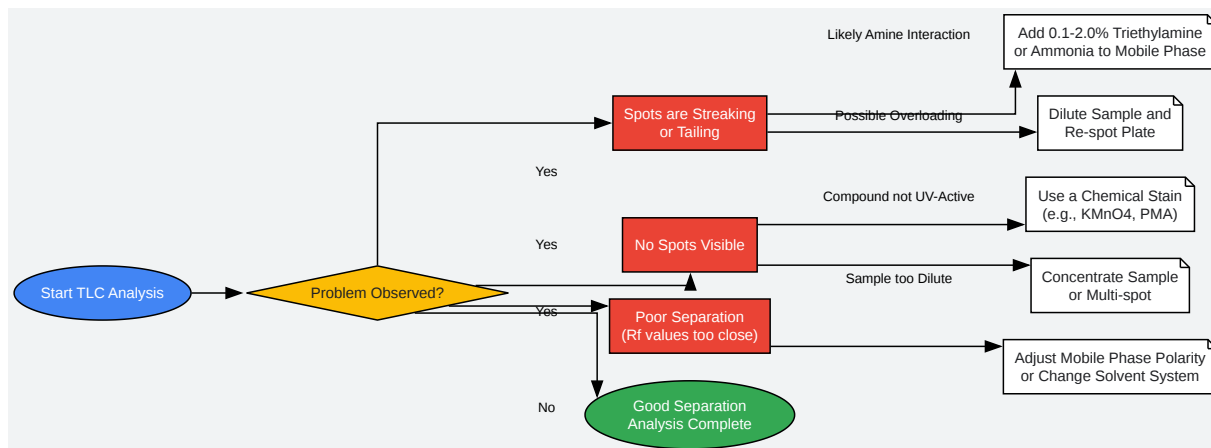 Likely Amine Interaction
Add 0.1-2.0% Triethylamine
or Ammonia to Mobile Phase
Spots are Streaking
or Tailing
Possible Overloading
Dilute Sample and
Re-spot Plate
Yes
Compound not UV-Active
Use a Chemical Stain
(e.g., KMnO4, PMA)
Yes
No Spots Visible
Sample too Dilute
Concentrate Sample
or Multi-spot
Start TLC Analysis
Problem Observed?
Yes
Poor Separation
(Rf values too close)
Adjust Mobile Phase Polarity
or Change Solvent System
No
Good Separation
Analysis Complete